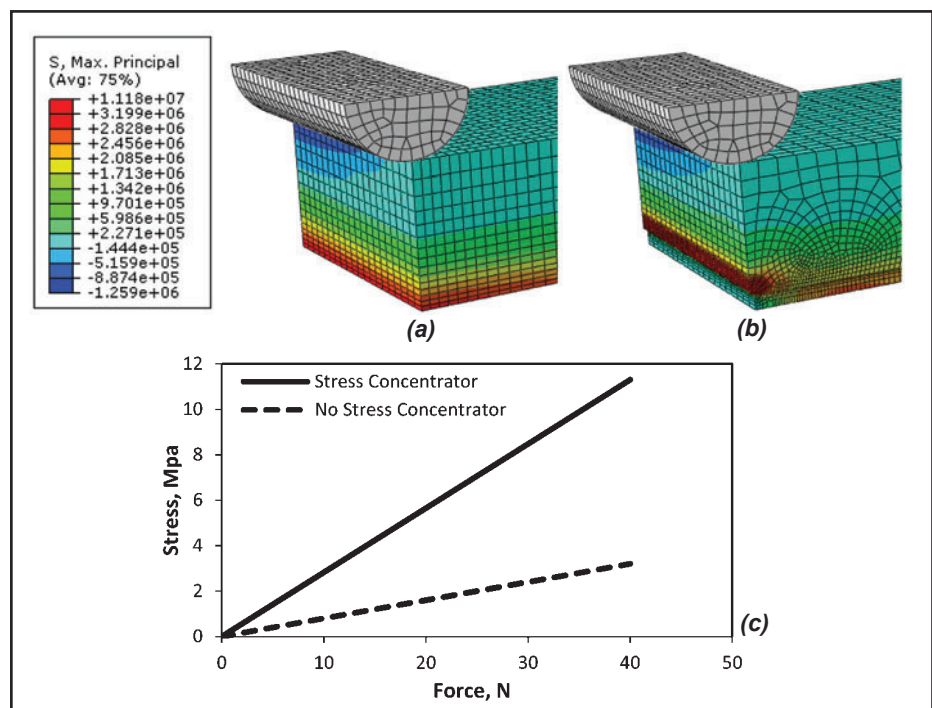 S, Max. Principal
(Avg: 75%)
+1.118e+07
+3.199e+06
+2.828e+06
+2.456e+06
+2.085e+06
+1.713e+06
+1.342e+06
+9.701e+05
+5.986e+05
+2.271e+05
-1.444e+05
-5.159e+05
-8.874e+05
-1.259e+06
(a)
(b)
12
10
8
6
4
2
0
Stress, Mpa
Stress Concentrator
No Stress Concentrator
(c)
0 10 20 30 40 50
Force, N